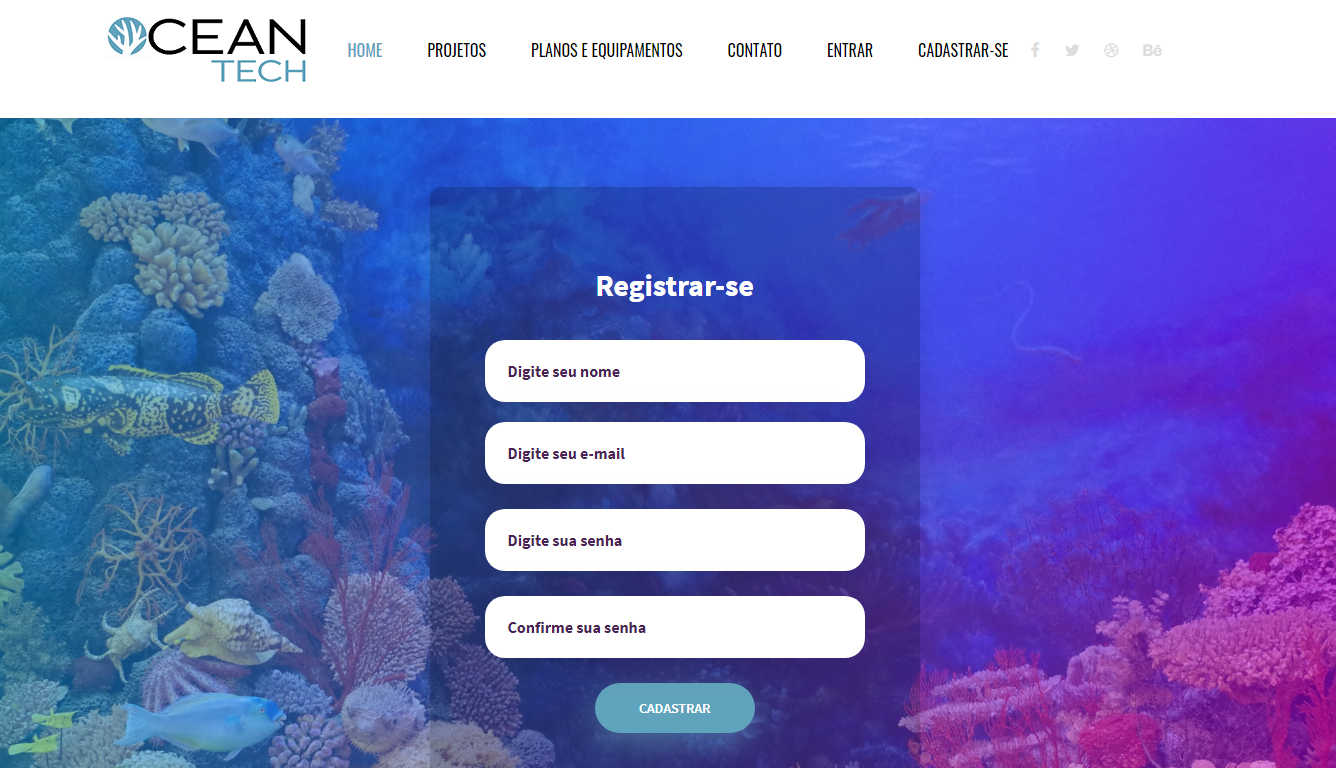 OCEAN
TECH
HOME PROJETOS PLANOS E EQUIPAMENTOS CONTATO ENTRAR CADASTRAR-SE Bē
Registrar-se
Digite seu nome
Digite seu e-mail
Digite sua senha
Confirme sua senha
CADASTRAR